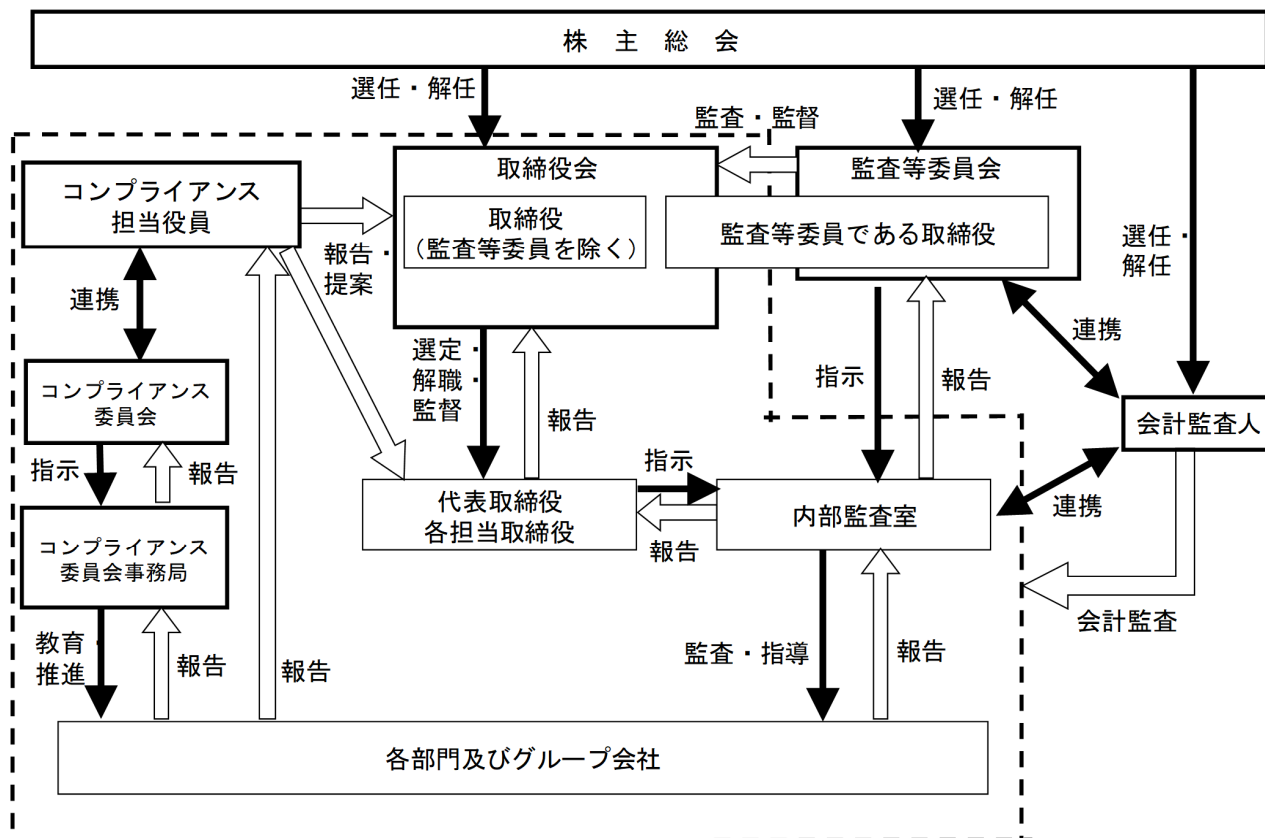 株 主 総 会
選任・解任
選任・解任
監査・監督
コンプライアンス
担当役員
取締役会
監査等委員会
取締役
（監査等委員を除く）
監査等委員である取締役
報告・
提案
選任・
解任
連携
連携
選定・
解職・
監督
指示
報告
報告
コンプライアンス
委員会
会計監査人
指示
報告
指示
代表取締役
各担当取締役
内部監査室
連携
報告
コンプライアンス
委員会事務局
会計監査
教育・
推進
報告
報告
監査・指導
報告
各部門及びグループ会社